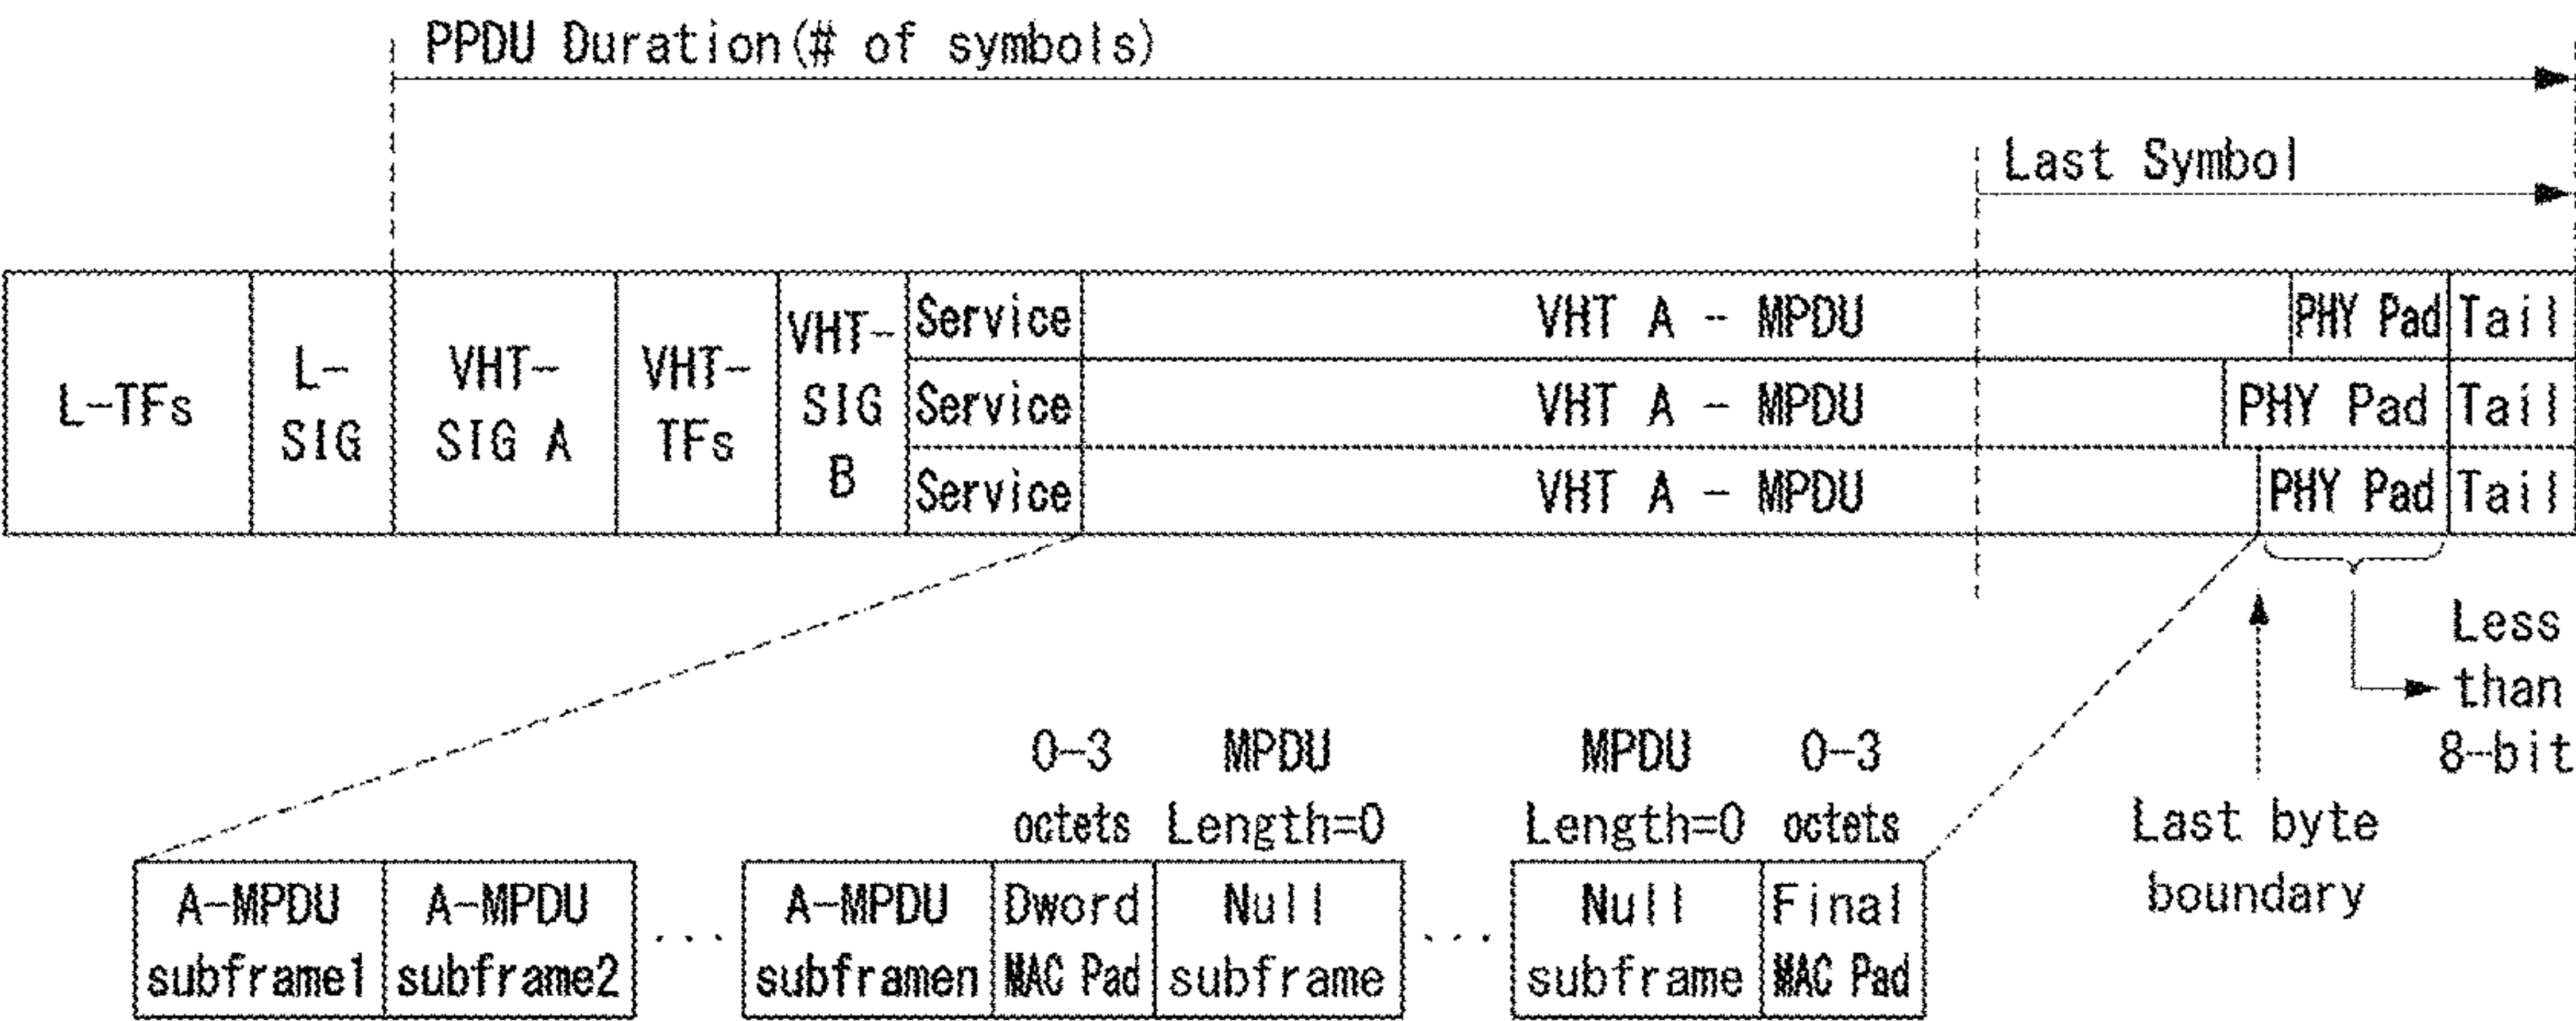 PPDU Duration(# of symbols)
Last Symbol
L-TFs
L-
SIG
VHT-
SIG A
VHT-
TFs
VHT-
SIG
B
Service
VHT A - MPDU
PHY Pad
Tail
Service
VHT A - MPDU
PHY Pad
Tail
Service
VHT A - MPDU
PHY Pad
Tail
Less
than
8-bit
Last byte
boundary
0-3
octets
MPDU
Length=0
MPDU
Length=0
0-3
octets
A-MPDU
subframe1
A-MPDU
subframe2
...
A-MPDU
subframen
Dword
MAC Pad
Null
subframe
...
Null
subframe
Final
MAC Pad